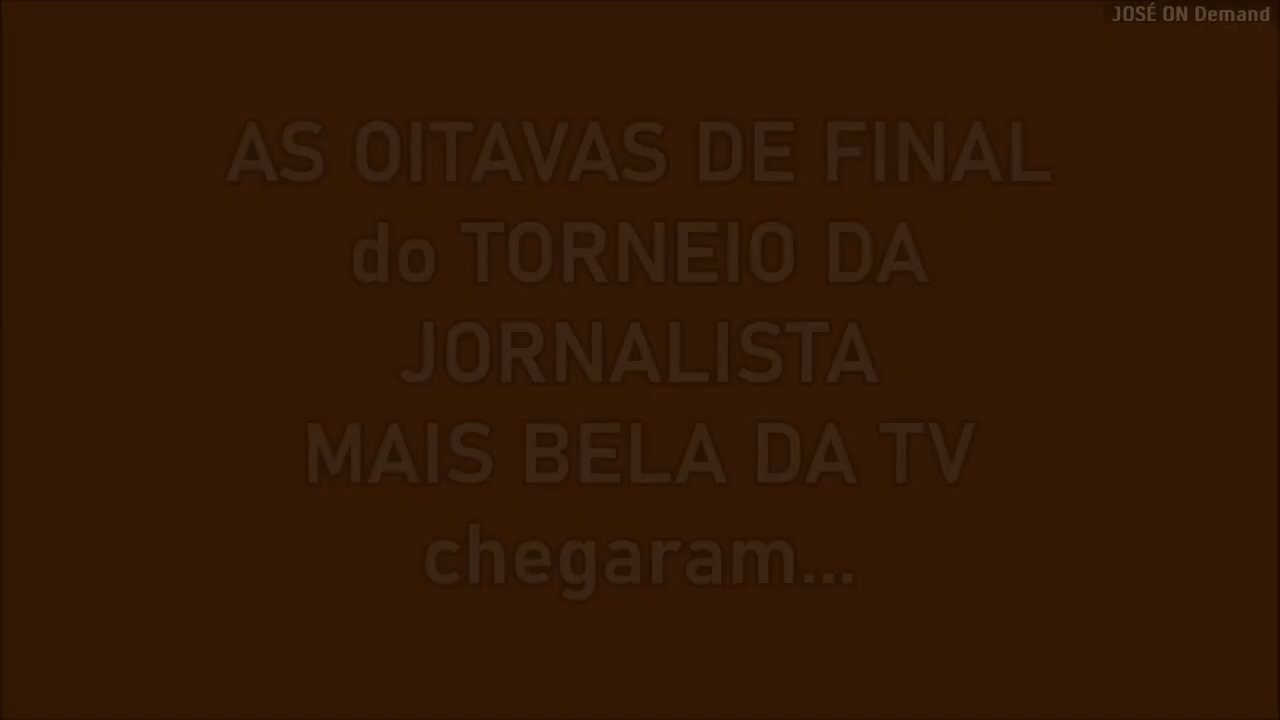 JOSÉ ON Demand
AS OITAVAS DE FINAL
do TORNEIO DA
JORNALISTA
MAIS BELA DA TV
chegaram...